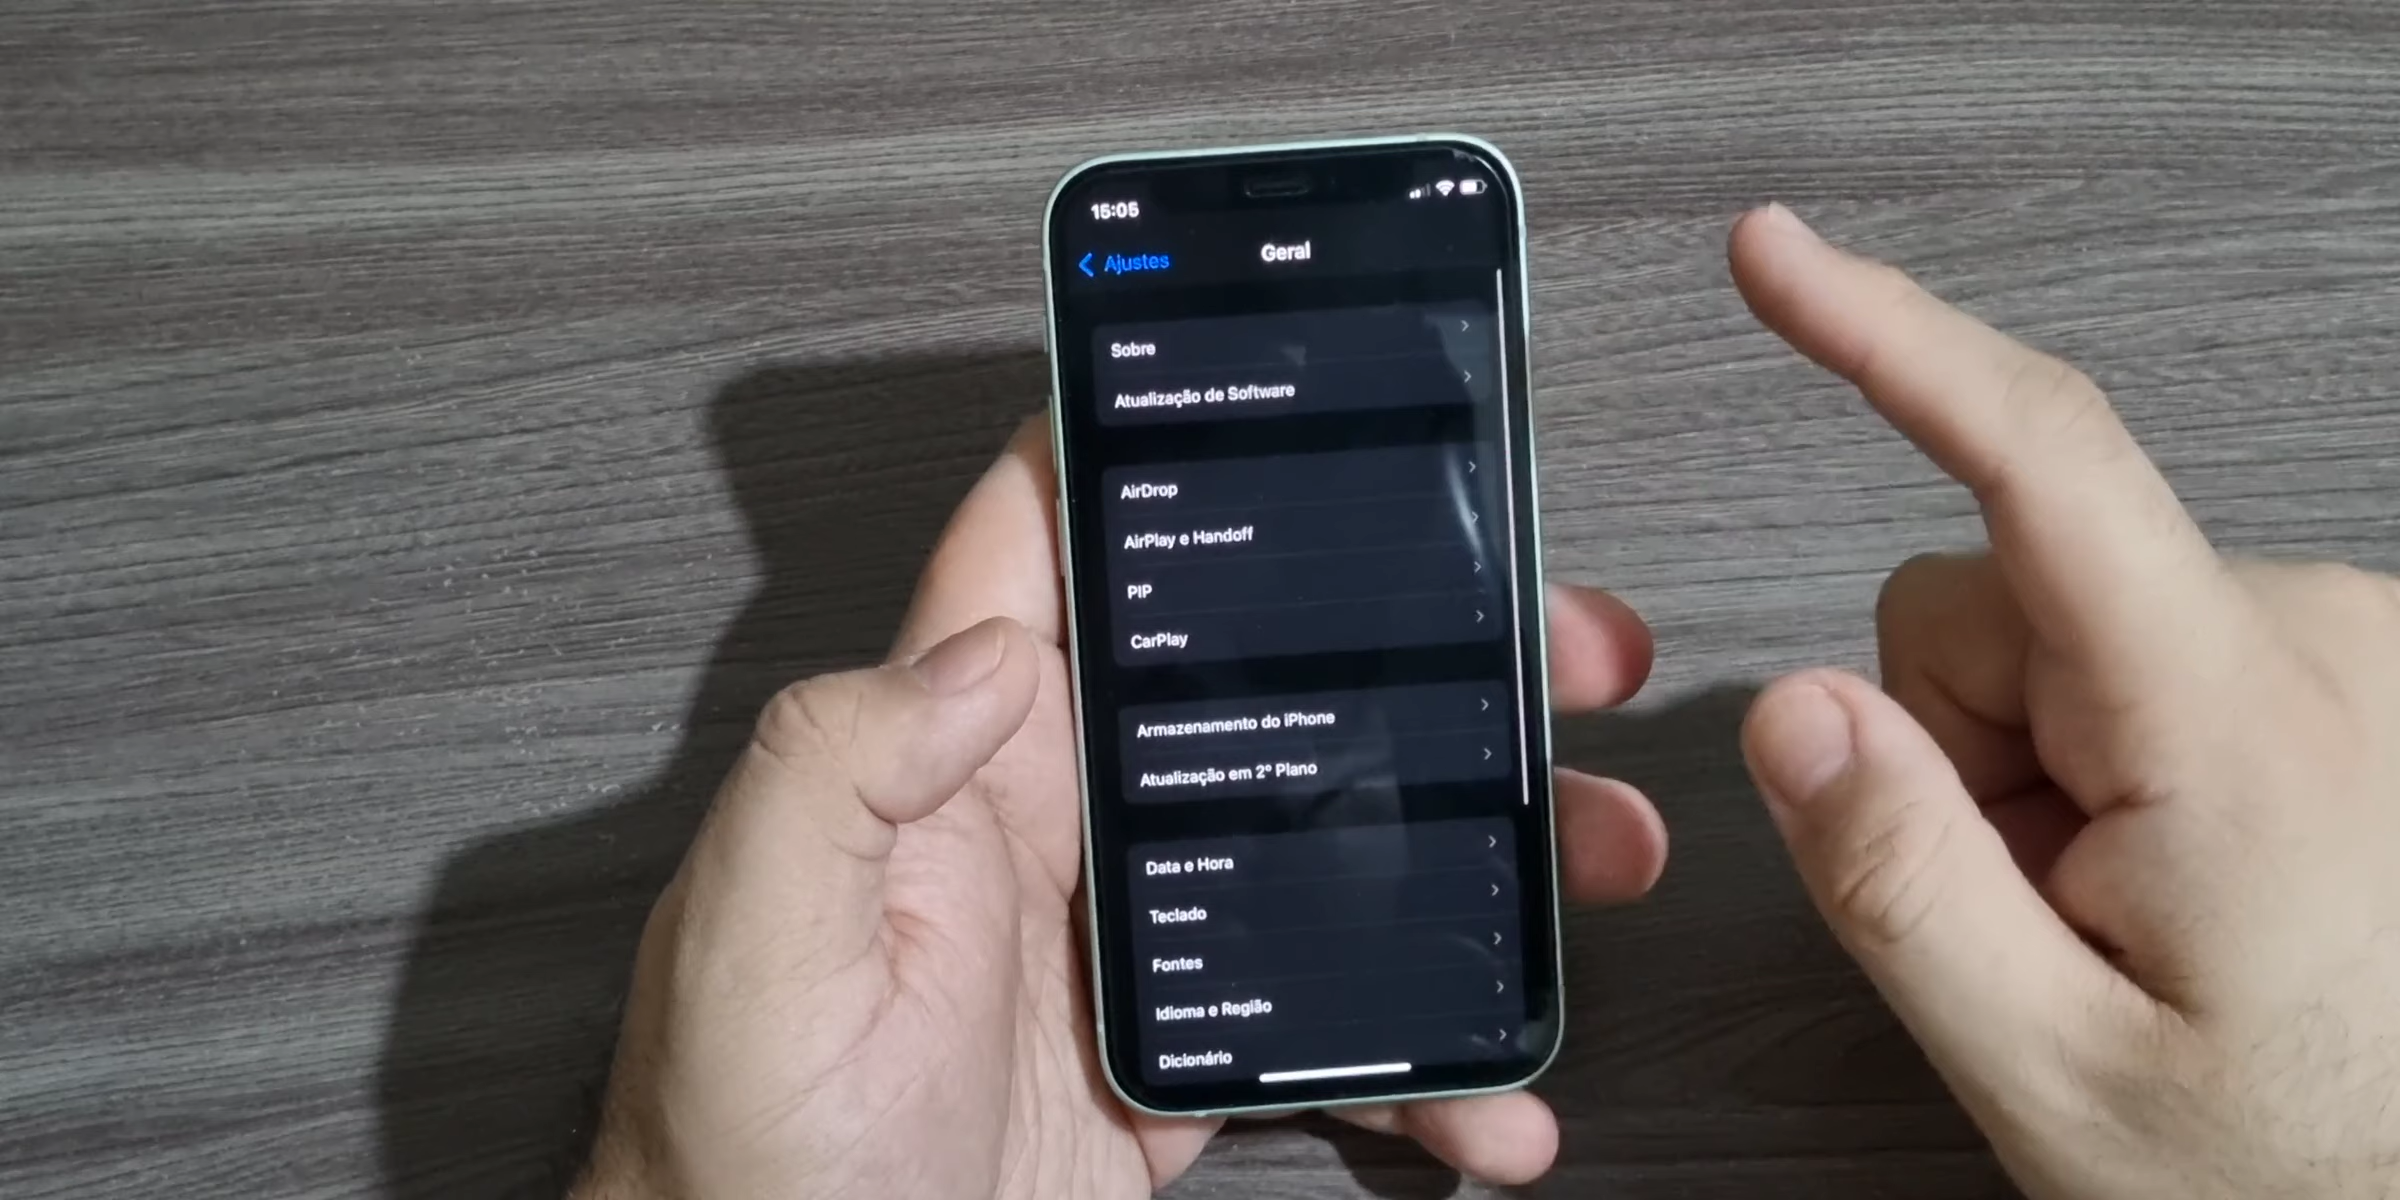 15:05
Ajustes
Geral
Sobre
Atualização de Software
AirDrop
AirPlay e Handoff
PIP
CarPlay
Armazenamento do iPhone
Atualização em 2º Plano
Data e Hora
Teclado
Fontes
Idioma e Região
Dicionário